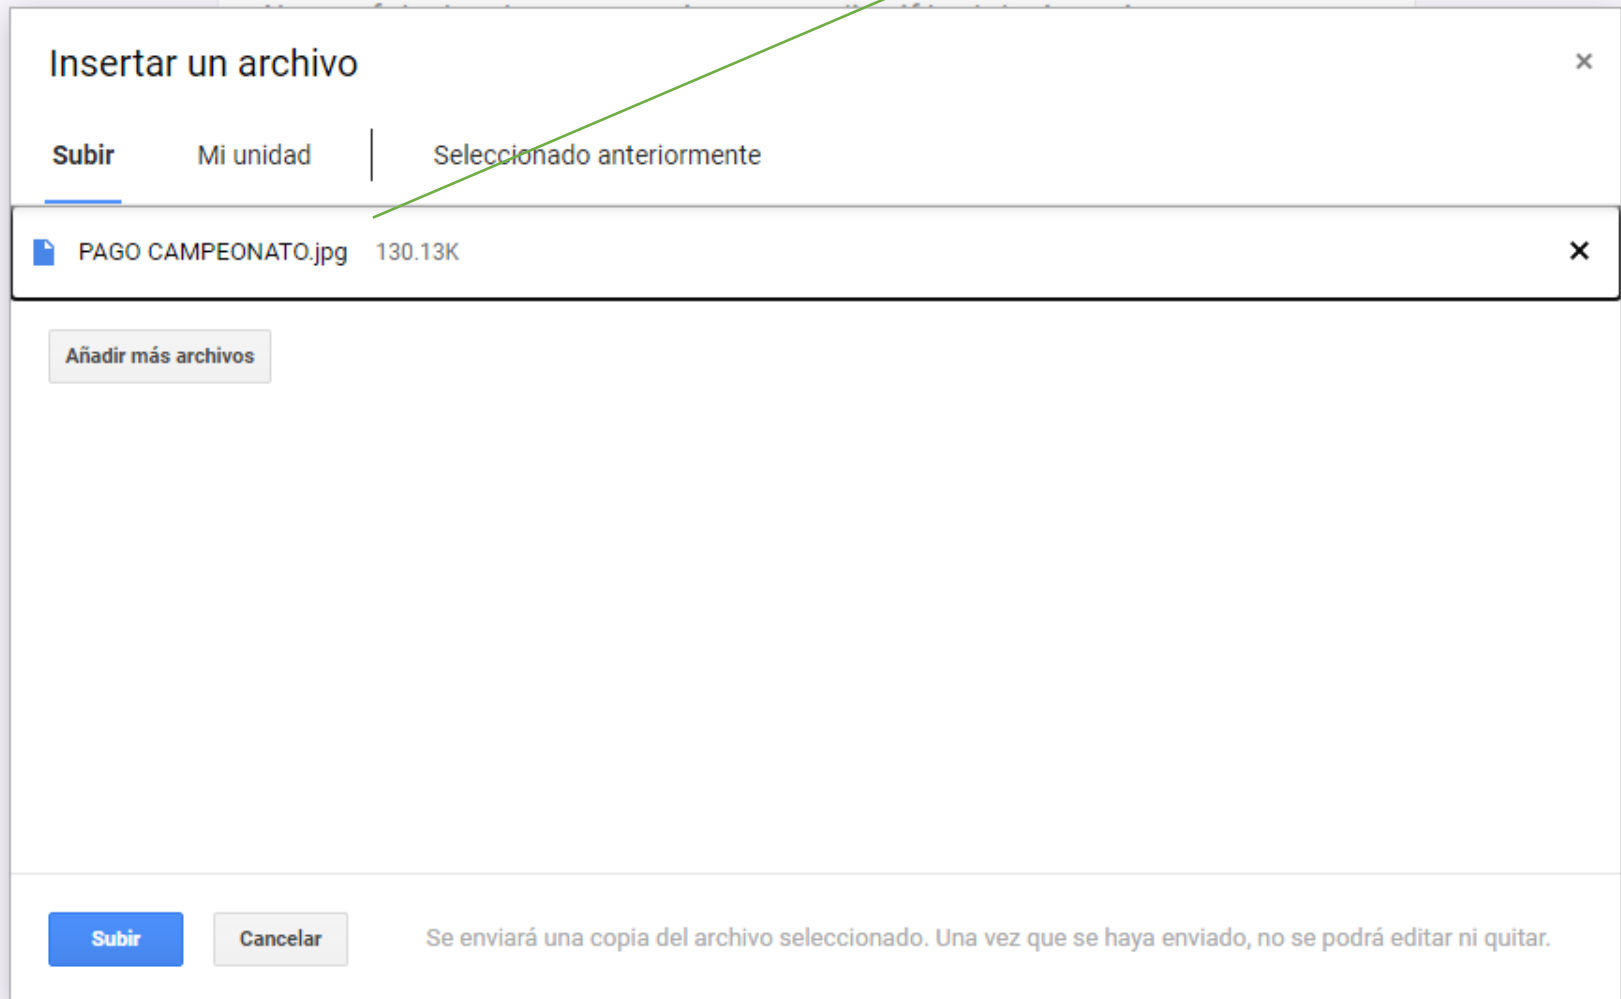 Insertar un archivo
Subir Mi unidad Seleccionado anteriormente
PAGO CAMPEONATO.jpg 130.13K
Añadir más archivos
Subir Cancelar Se enviará una copia del archivo seleccionado. Una vez que se haya enviado, no se podrá editar ni quitar.